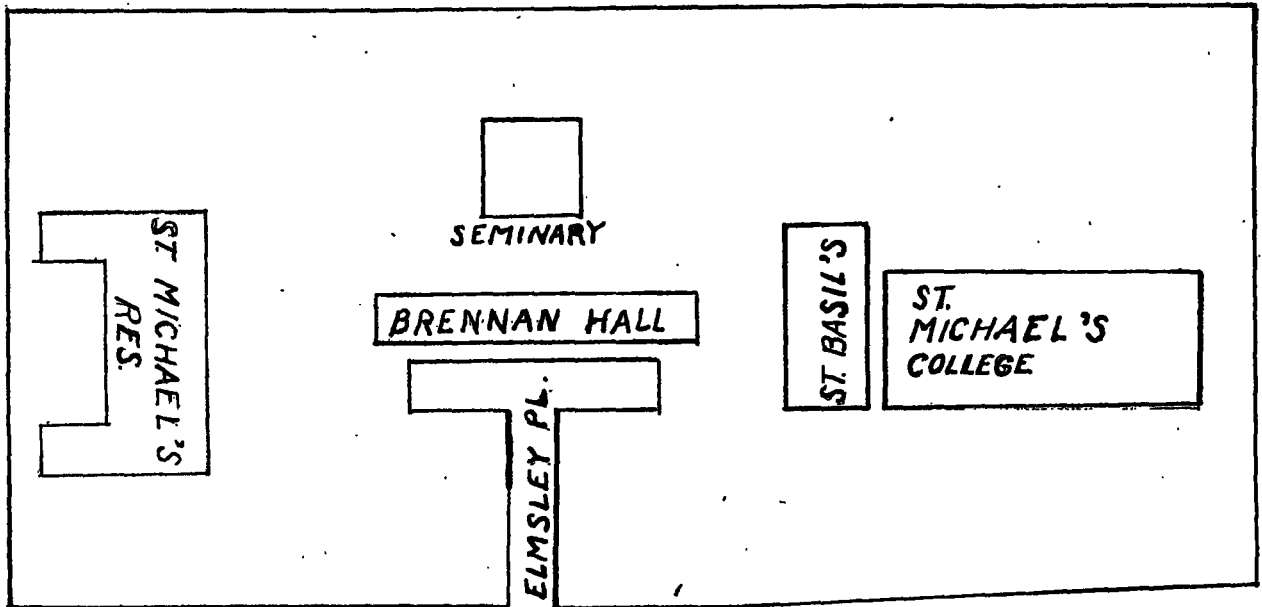 SEMINARY
ST MICHAEL'S
RES.
BRENNAN HALL
ELMSLEY PL.
ST. BASIL'S
ST.
MICHAEL'S
COLLEGE